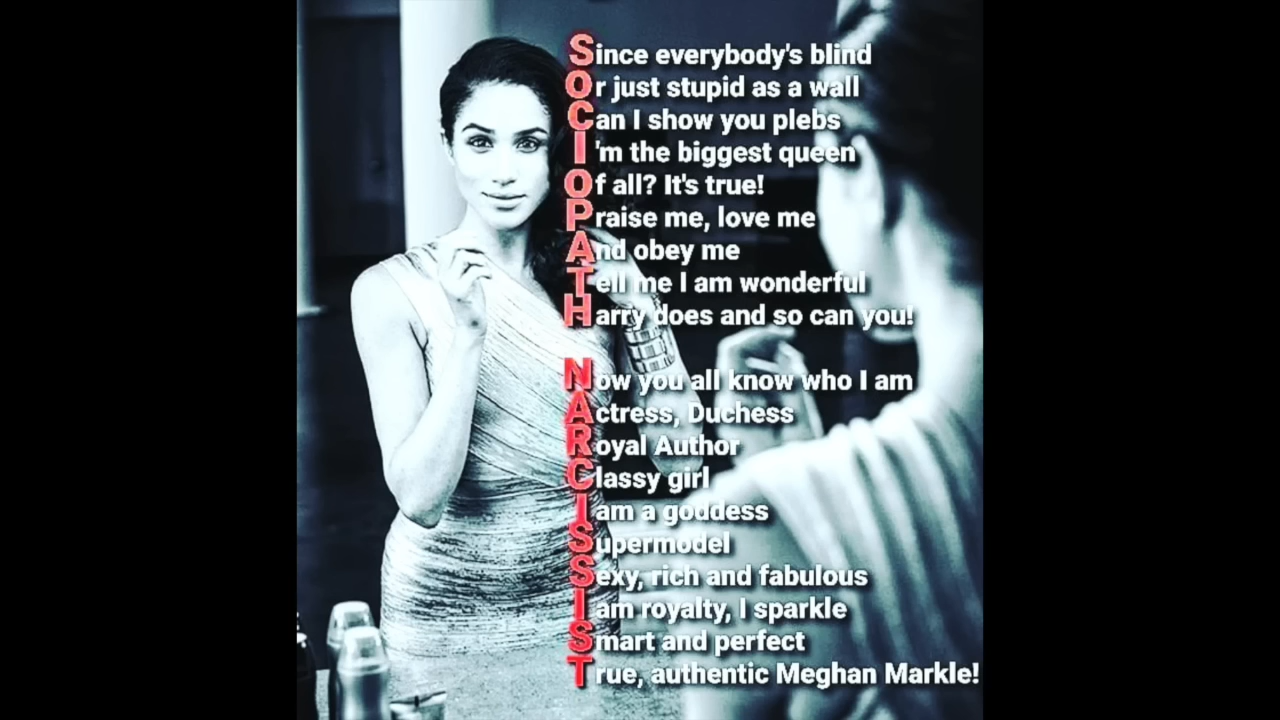 Since everybody's blind
Or just stupid as a wall
Can I show you plebs
I'm the biggest queen
Of all? It's true!
Praise me, love me
And obey me
Tell me I am wonderful
Harry does and so can you!
Now you all know who I am
Actress, Duchess
Royal Author
Classy girl
I am a goddess
Supermodel
Sexy, rich and fabulous
I am royalty, I sparkle
Smart and perfect
True, authentic Meghan Markle!